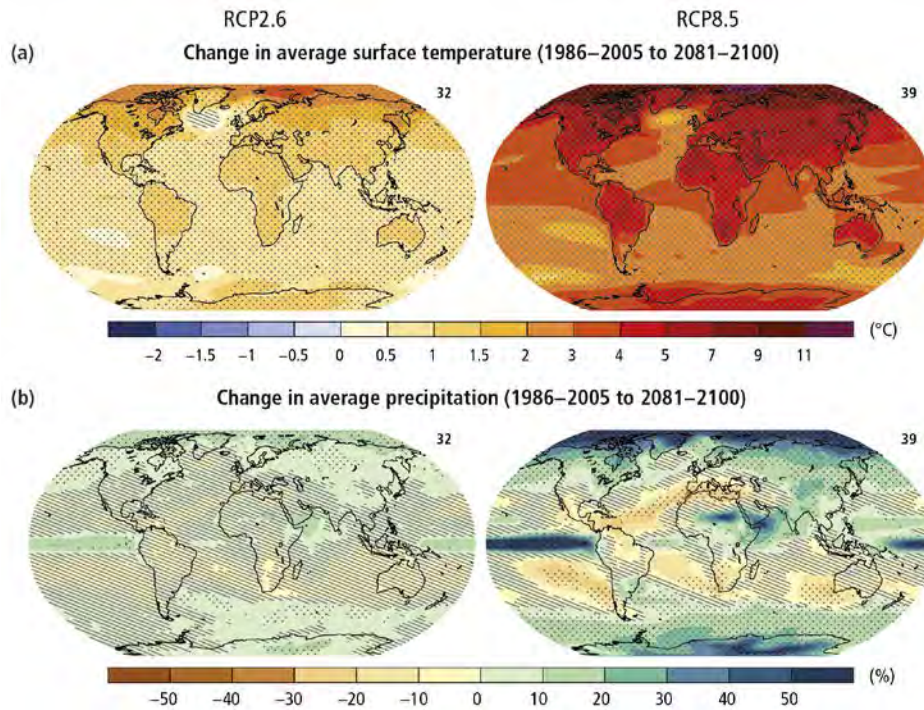 RCP2.6 RCP8.5
(a) Change in average surface temperature (1986–2005 to 2081–2100)
32 39
−2 −1.5 −1 −0.5 0 0.5 1 1.5 2 3 4 5 7 9 11 (°C)
(b) Change in average precipitation (1986–2005 to 2081–2100)
32 39
−50 −40 −30 −20 −10 0 10 20 30 40 50 (%)